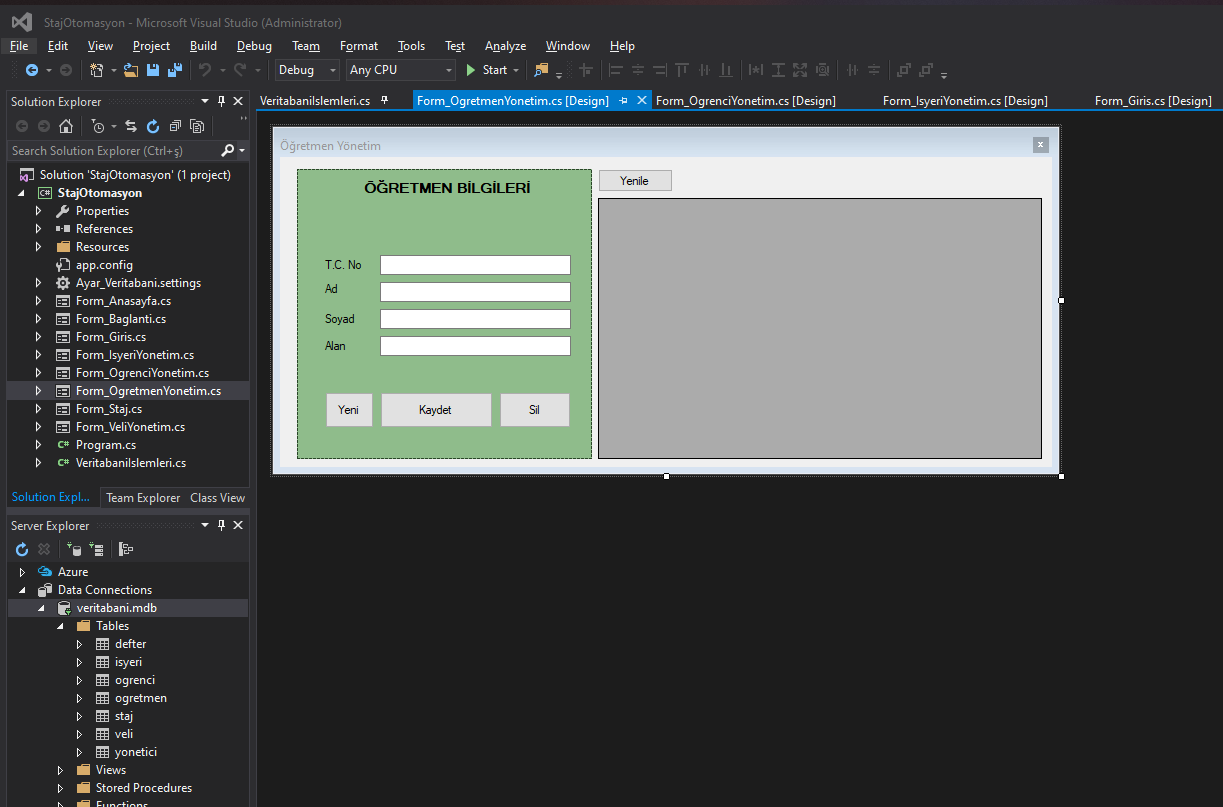 StajOtomasyon - Microsoft Visual Studio (Administrator)
File Edit View Project Build Debug Team Format Tools Test Analyze Window Help
Debug Any CPU Start
Solution Explorer
VeritabaniIslemleri.cs Form_OgretmenYonetim.cs [Design] Form_OgrenciYonetim.cs [Design] Form_IsyeriYonetim.cs [Design] Form_Giris.cs [Design]
Search Solution Explorer (Ctrl+ş)
Solution 'StajOtomasyon' (1 project)
C# StajOtomasyon
Properties
References
Resources
app.config
Ayar_Veritabani.settings
Form_Anasayfa.cs
Form_Baglanti.cs
Form_Giris.cs
Form_IsyeriYonetim.cs
Form_OgrenciYonetim.cs
Form_OgretmenYonetim.cs
Form_Staj.cs
Form_VeliYonetim.cs
C# Program.cs
C# VeritabaniIslemleri.cs
Solution Expl... Team Explorer Class View
Server Explorer
Azure
Data Connections
veritabani.mdb
Tables
defter
isyeri
ogrenci
ogretmen
staj
veli
yonetici
Views
Stored Procedures
Functions
Öğretmen Yönetim
ÖĞRETMEN BİLGİLERİ
Yenile
T.C. No
Ad
Soyad
Alan
Yeni Kaydet Sil